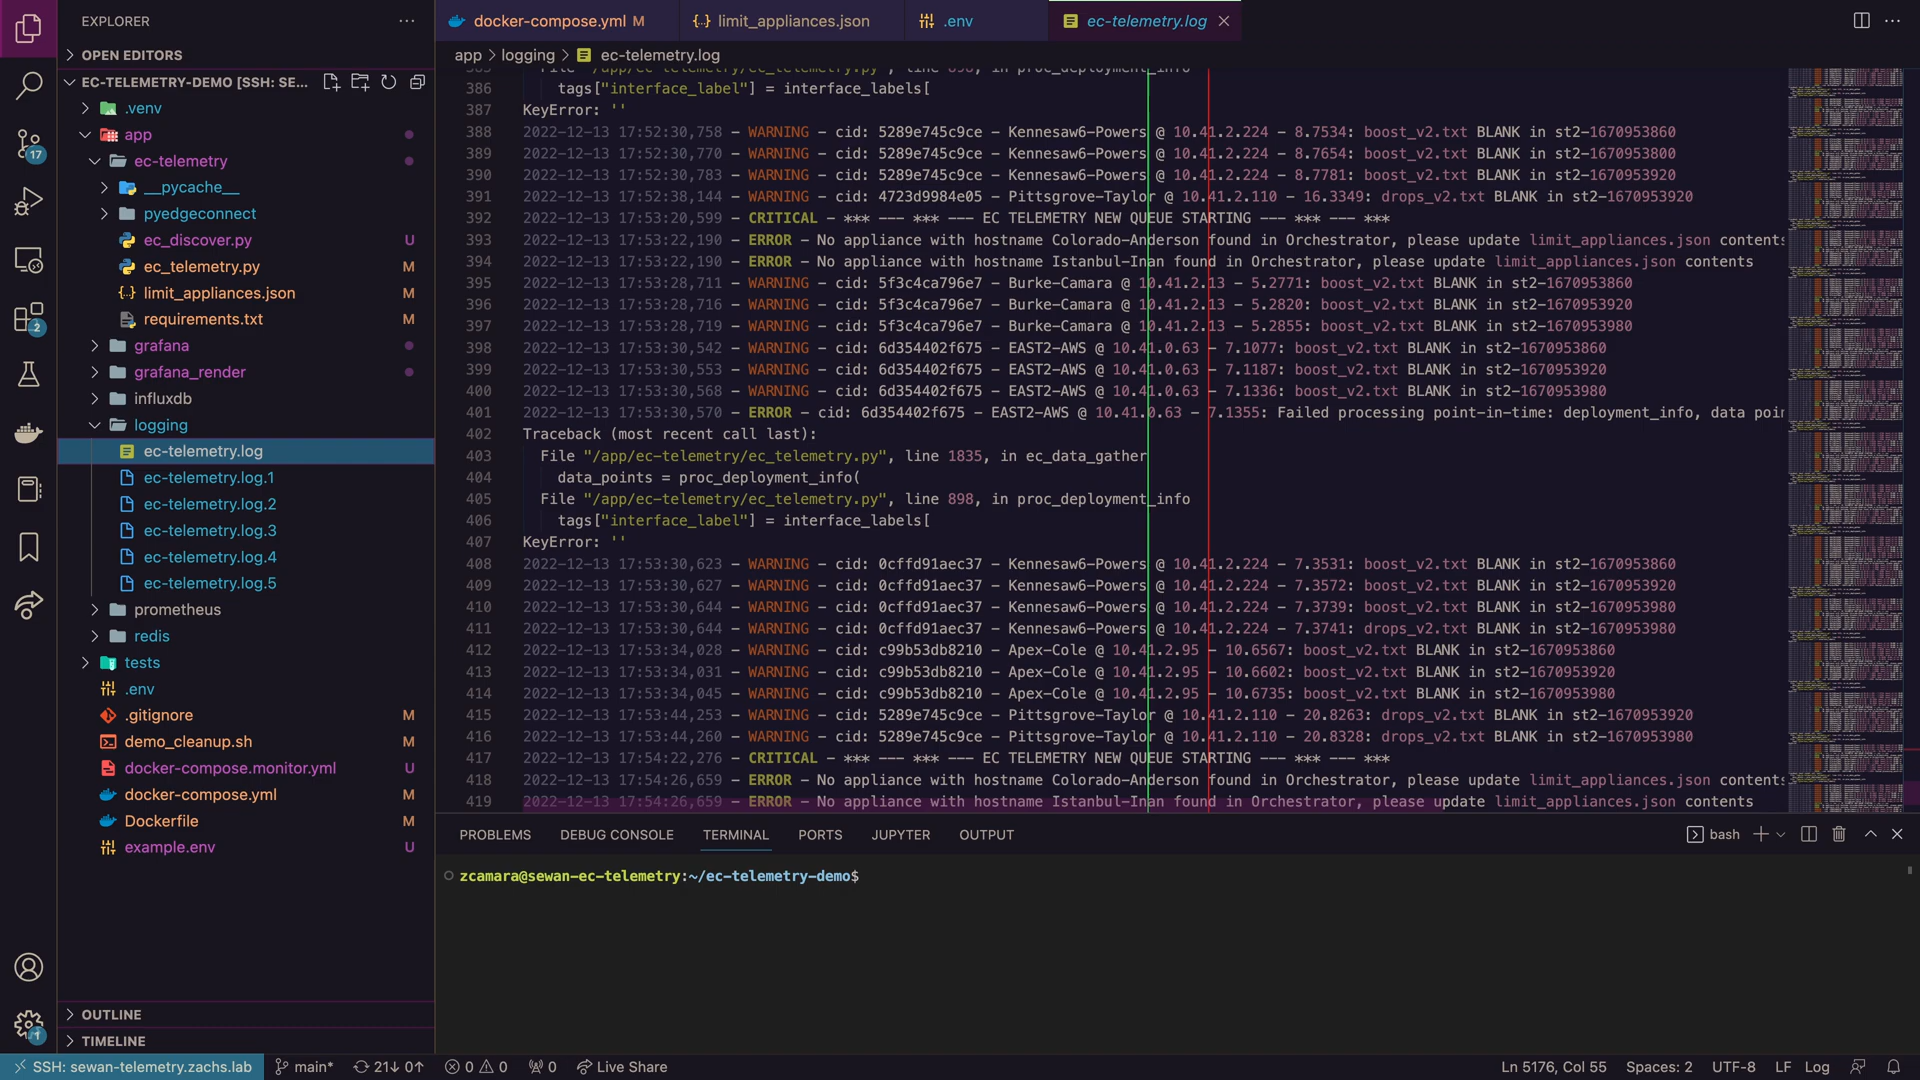 EXPLORER
OPEN EDITORS
EC-TELEMETRY-DEMO [SSH: SE...
.venv
app
ec-telemetry
__pycache__
pyedgeconnect
ec_discover.py U
ec_telemetry.py M
limit_appliances.json M
requirements.txt M
grafana
grafana_render
influxdb
logging
ec-telemetry.log
ec-telemetry.log.1
ec-telemetry.log.2
ec-telemetry.log.3
ec-telemetry.log.4
ec-telemetry.log.5
prometheus
redis
tests
.env
.gitignore M
demo_cleanup.sh M
docker-compose.monitor.yml U
docker-compose.yml M
Dockerfile M
example.env U
OUTLINE
TIMELINE
17
2
1
docker-compose.yml M
limit_appliances.json
.env
ec-telemetry.log
app > logging > ec-telemetry.log
386 tags["interface_label"] = interface_labels[
387 KeyError: ''
388 2022-12-13 17:52:30,758 - WARNING - cid: 5289e745c9ce - Kennesaw6-Powers @ 10.41.2.224 - 8.7534: boost_v2.txt BLANK in st2-1670953860
389 2022-12-13 17:52:30,770 - WARNING - cid: 5289e745c9ce - Kennesaw6-Powers @ 10.41.2.224 - 8.7654: boost_v2.txt BLANK in st2-1670953800
390 2022-12-13 17:52:30,783 - WARNING - cid: 5289e745c9ce - Kennesaw6-Powers @ 10.41.2.224 - 8.7781: boost_v2.txt BLANK in st2-1670953920
391 2022-12-13 17:52:38,144 - WARNING - cid: 4723d9984e05 - Pittsgrove-Taylor @ 10.41.2.110 - 16.3349: drops_v2.txt BLANK in st2-1670953920
392 2022-12-13 17:53:20,599 - CRITICAL - *** --- *** --- EC TELEMETRY NEW QUEUE STARTING --- *** --- ***
393 2022-12-13 17:53:22,190 - ERROR - No appliance with hostname Colorado-Anderson found in Orchestrator, please update limit_appliances.json contents
394 2022-12-13 17:53:22,190 - ERROR - No appliance with hostname Istanbul-Inan found in Orchestrator, please update limit_appliances.json contents
395 2022-12-13 17:53:28,711 - WARNING - cid: 5f3c4ca796e7 - Burke-Camara @ 10.41.2.13 - 5.2771: boost_v2.txt BLANK in st2-1670953860
396 2022-12-13 17:53:28,716 - WARNING - cid: 5f3c4ca796e7 - Burke-Camara @ 10.41.2.13 - 5.2820: boost_v2.txt BLANK in st2-1670953920
397 2022-12-13 17:53:28,719 - WARNING - cid: 5f3c4ca796e7 - Burke-Camara @ 10.41.2.13 - 5.2855: boost_v2.txt BLANK in st2-1670953980
398 2022-12-13 17:53:30,542 - WARNING - cid: 6d354402f675 - EAST2-AWS @ 10.41.0.63 - 7.1077: boost_v2.txt BLANK in st2-1670953860
399 2022-12-13 17:53:30,553 - WARNING - cid: 6d354402f675 - EAST2-AWS @ 10.41.0.63 - 7.1187: boost_v2.txt BLANK in st2-1670953920
400 2022-12-13 17:53:30,568 - WARNING - cid: 6d354402f675 - EAST2-AWS @ 10.41.0.63 - 7.1336: boost_v2.txt BLANK in st2-1670953980
401 2022-12-13 17:53:30,570 - ERROR - cid: 6d354402f675 - EAST2-AWS @ 10.41.0.63 - 7.1355: Failed processing point-in-time: deployment_info, data poin
402 Traceback (most recent call last):
403 File "/app/ec-telemetry/ec_telemetry.py", line 1835, in ec_data_gather
404 data_points = proc_deployment_info(
405 File "/app/ec-telemetry/ec_telemetry.py", line 898, in proc_deployment_info
406 tags["interface_label"] = interface_labels[
407 KeyError: ''
408 2022-12-13 17:53:30,623 - WARNING - cid: 0cffd91aec37 - Kennesaw6-Powers @ 10.41.2.224 - 7.3531: boost_v2.txt BLANK in st2-1670953860
409 2022-12-13 17:53:30,627 - WARNING - cid: 0cffd91aec37 - Kennesaw6-Powers @ 10.41.2.224 - 7.3572: boost_v2.txt BLANK in st2-1670953920
410 2022-12-13 17:53:30,644 - WARNING - cid: 0cffd91aec37 - Kennesaw6-Powers @ 10.41.2.224 - 7.3739: boost_v2.txt BLANK in st2-1670953980
411 2022-12-13 17:53:30,644 - WARNING - cid: 0cffd91aec37 - Kennesaw6-Powers @ 10.41.2.224 - 7.3741: drops_v2.txt BLANK in st2-1670953980
412 2022-12-13 17:53:34,028 - WARNING - cid: c99b53db8210 - Apex-Cole @ 10.41.2.95 - 10.6567: boost_v2.txt BLANK in st2-1670953860
413 2022-12-13 17:53:34,031 - WARNING - cid: c99b53db8210 - Apex-Cole @ 10.41.2.95 - 10.6602: boost_v2.txt BLANK in st2-1670953920
414 2022-12-13 17:53:34,045 - WARNING - cid: c99b53db8210 - Apex-Cole @ 10.41.2.95 - 10.6735: boost_v2.txt BLANK in st2-1670953980
415 2022-12-13 17:53:44,253 - WARNING - cid: 5289e745c9ce - Pittsgrove-Taylor @ 10.41.2.110 - 20.8263: drops_v2.txt BLANK in st2-1670953920
416 2022-12-13 17:53:44,260 - WARNING - cid: 5289e745c9ce - Pittsgrove-Taylor @ 10.41.2.110 - 20.8328: drops_v2.txt BLANK in st2-1670953980
417 2022-12-13 17:54:22,276 - CRITICAL - *** --- *** --- EC TELEMETRY NEW QUEUE STARTING --- *** --- ***
418 2022-12-13 17:54:26,659 - ERROR - No appliance with hostname Colorado-Anderson found in Orchestrator, please update limit_appliances.json contents
419 2022-12-13 17:54:26,659 - ERROR - No appliance with hostname Istanbul-Inan found in Orchestrator, please update limit_appliances.json contents
PROBLEMS DEBUG CONSOLE TERMINAL PORTS JUPYTER OUTPUT
bash
zcamara@sewan-ec-telemetry:~/ec-telemetry-demo$
SSH: sewan-telemetry.zachs.lab main* 21↓ 0↑ 0 0 0 Live Share
Ln 5176, Col 55 Spaces: 2 UTF-8 LF Log